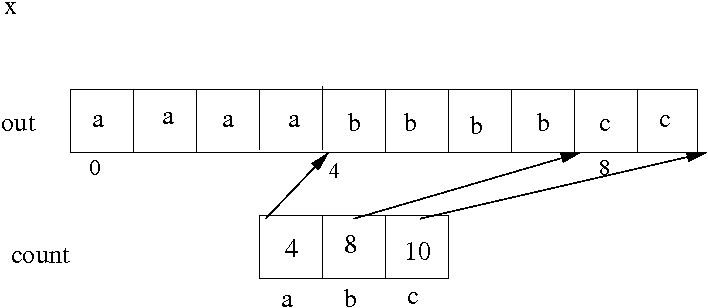 x
out a a a a b b b b c c
0 4 8
count 4 8 10
a b c